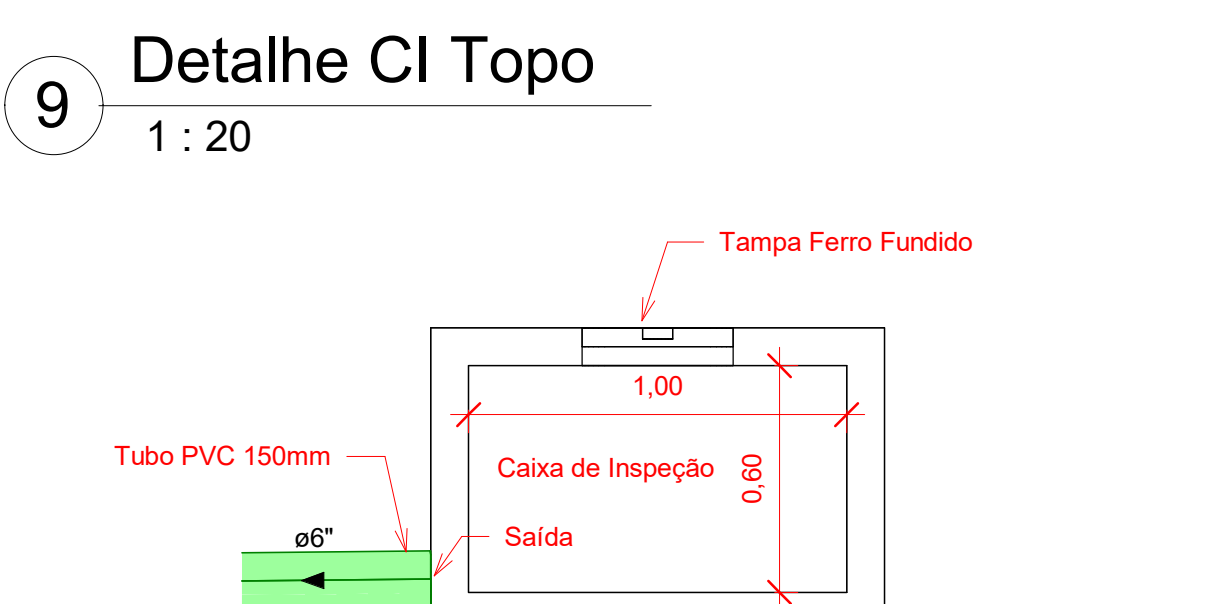 Detalhe CI Topo
9
1 : 20
Tampa Ferro Fundido
1,00
Tubo PVC 150mm
Caixa de Inspeção
0,60
ø6"
Saída